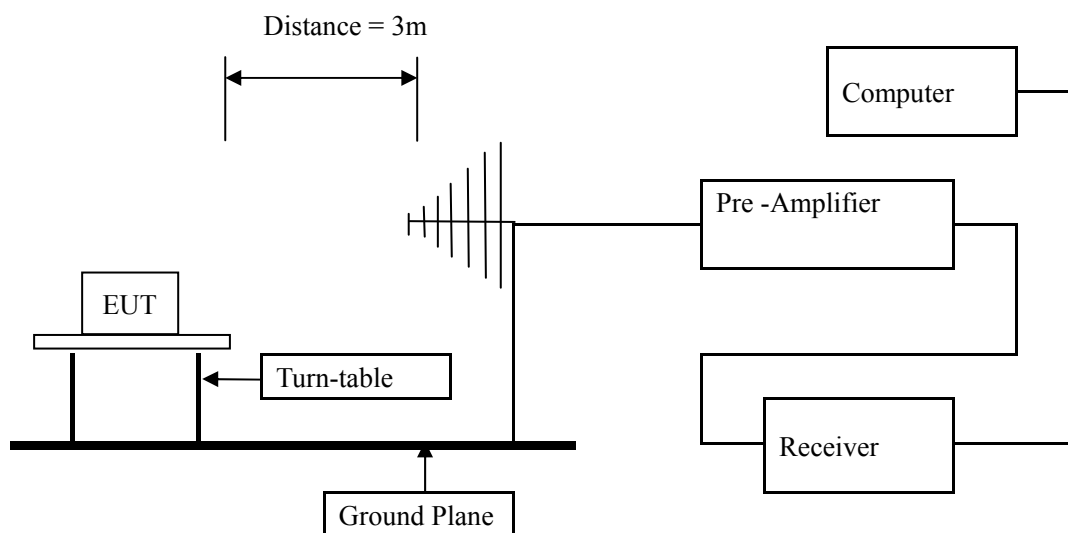 Distance = 3m
Computer
Pre -Amplifier
EUT
Turn-table
Receiver
Ground Plane